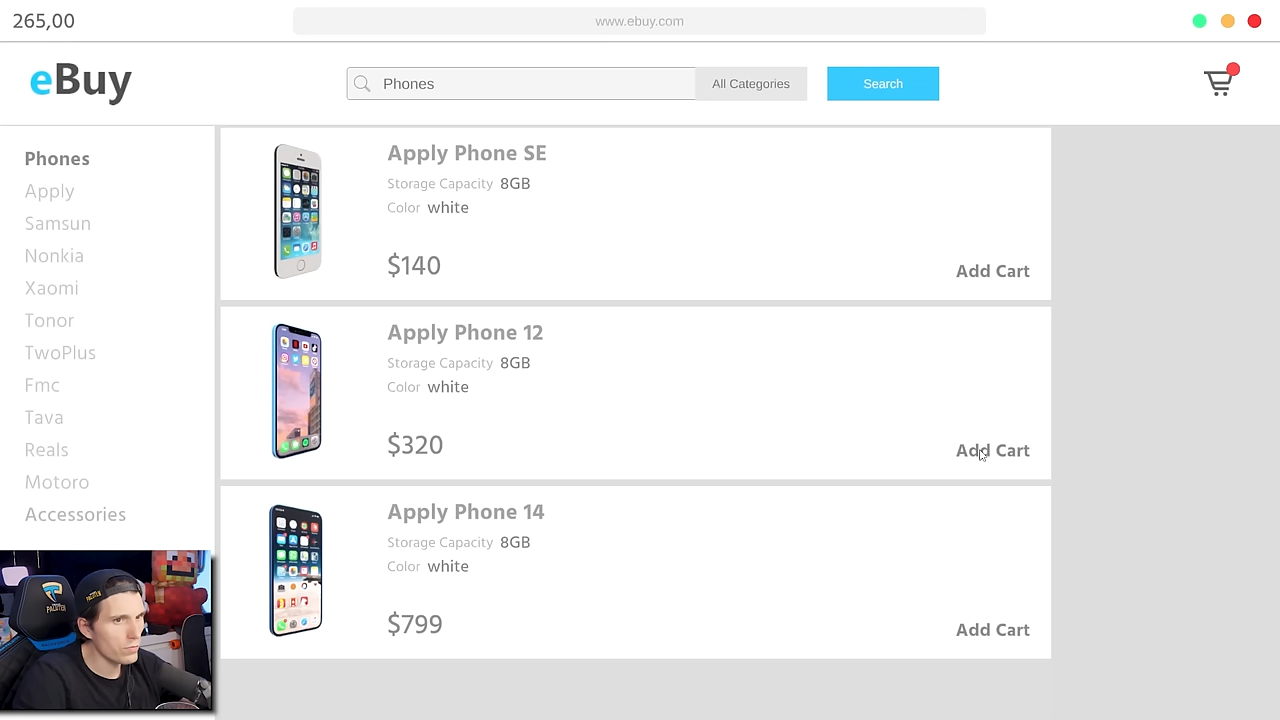 265,00
www.ebuy.com
eBuy
Phones
All Categories
Search
Phones
Apply
Samsun
Nonkia
Xaomi
Tonor
TwoPlus
Fmc
Tava
Reals
Motoro
Accessories
Apply Phone SE
Storage Capacity 8GB
Color white
$140
Add Cart
Apply Phone 12
Storage Capacity 8GB
Color white
$320
Add Cart
Apply Phone 14
Storage Capacity 8GB
Color white
$799
Add Cart